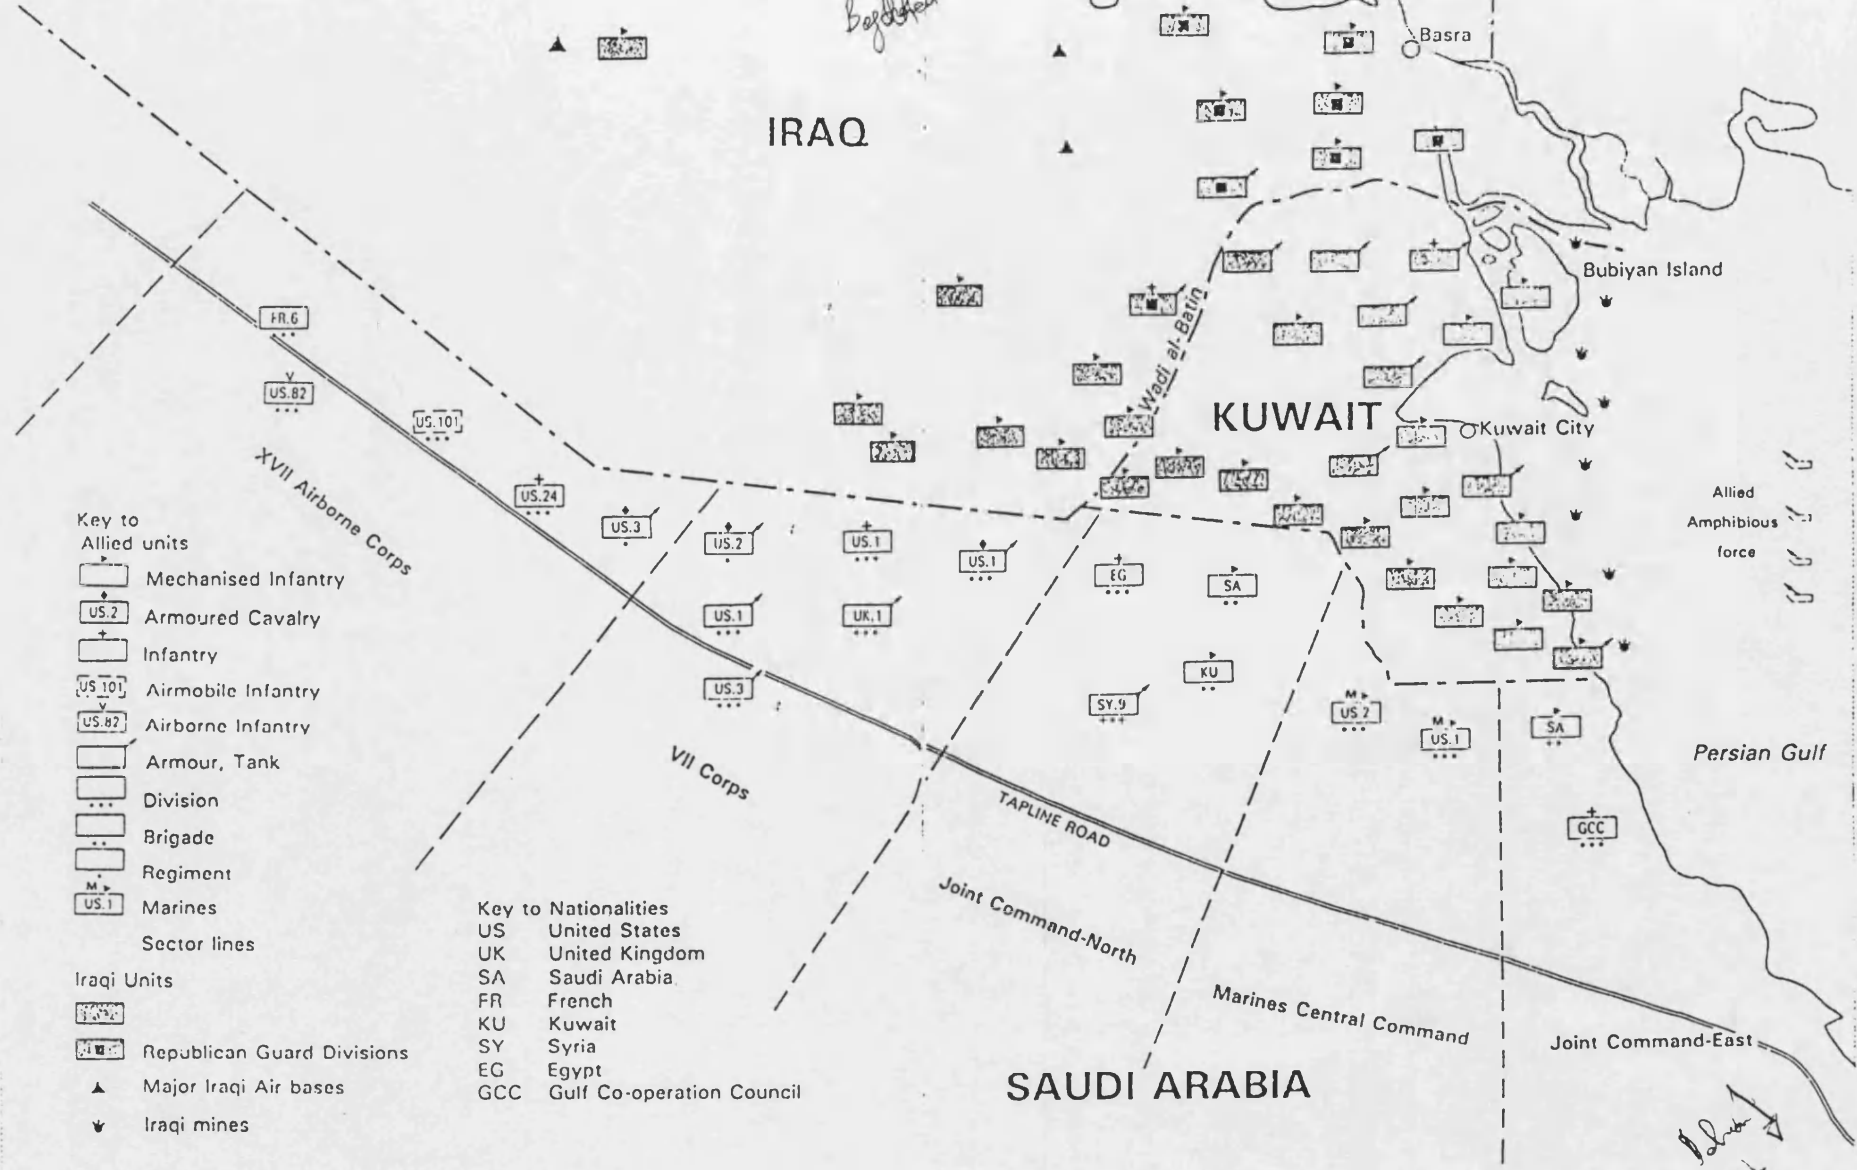 Basra
IRAQ
Bubiyan Island
Wadi al-Batin
FR.6
US.82
US.101
KUWAIT
Kuwait City
XVII Airborne Corps
US.24
US.3
US.2
US.1
US.1
EG
SA
Allied
Amphibious
force
US.1
UK.1
US.3
KU
SY.9
M
US 2
M
US.1
SA
Persian Gulf
VII Corps
TAPLINE ROAD
GCC
Joint Command-North
Marines Central Command
Joint Command-East
SAUDI ARABIA
Key to
Allied units
Mechanised Infantry
US.2 Armoured Cavalry
Infantry
US 101 Airmobile Infantry
US.82 Airborne Infantry
Armour, Tank
Division
Brigade
Regiment
M
US.1 Marines
Sector lines
Iraqi Units
Republican Guard Divisions
Major Iraqi Air bases
Iraqi mines
Key to Nationalities
US United States
UK United Kingdom
SA Saudi Arabia
FR French
KU Kuwait
SY Syria
EG Egypt
GCC Gulf Co-operation Council